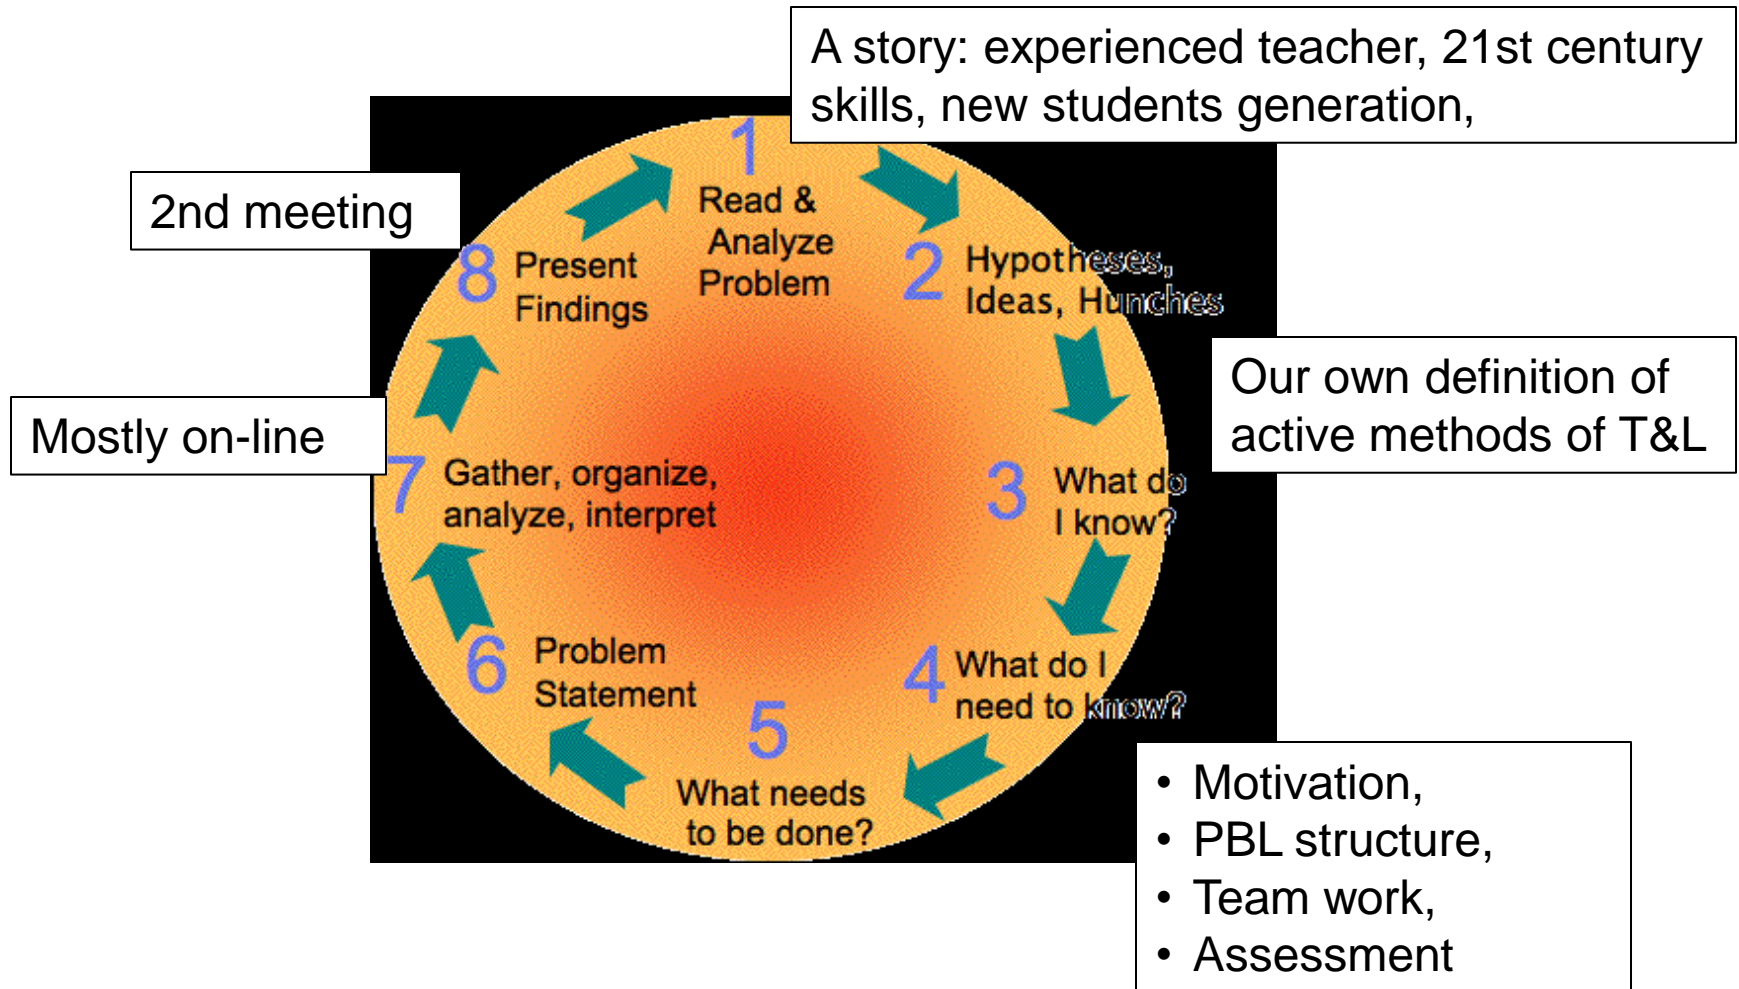 A story: experienced teacher, 21st century
skills, new students generation,
1
Read &
Analyze
Problem
2
Hypotheses,
Ideas, Hunches
Our own definition of
active methods of T&L
3
What do
I know?
4
What do I
need to know?
• Motivation,
• PBL structure,
• Team work,
• Assessment
5
What needs
to be done?
6
Problem
Statement
Mostly on-line
7
Gather, organize,
analyze, interpret
2nd meeting
8
Present
Findings